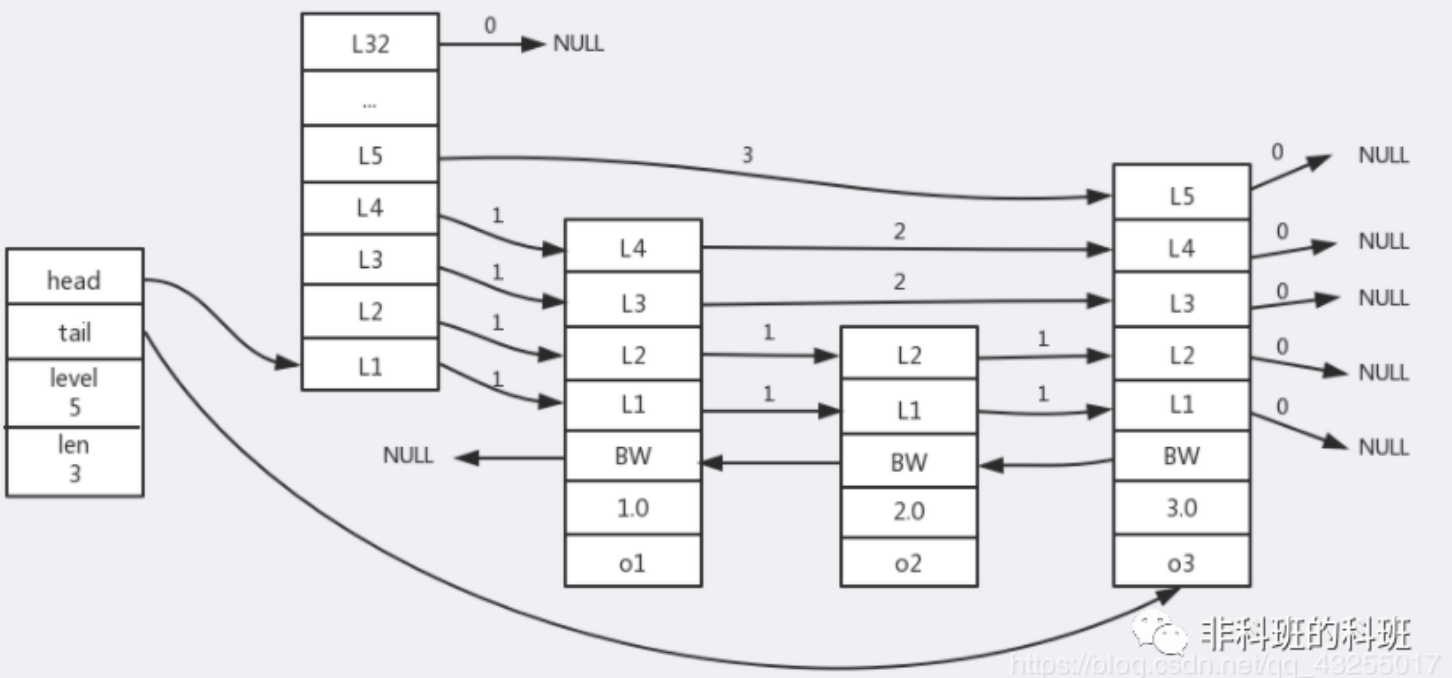 L32
0
NULL
...
L5
3
L4
1
L3
1
L2
1
L1
1
head
tail
level
5
len
3
L4
2
L3
2
L2
1
L1
1
NULL
BW
1.0
o1
L2
1
L1
1
BW
2.0
o2
L5
0
NULL
L4
0
NULL
L3
0
NULL
L2
0
NULL
L1
0
NULL
BW
3.0
o3
非科班的科班
https://blog.csdn.net/qq_43255017